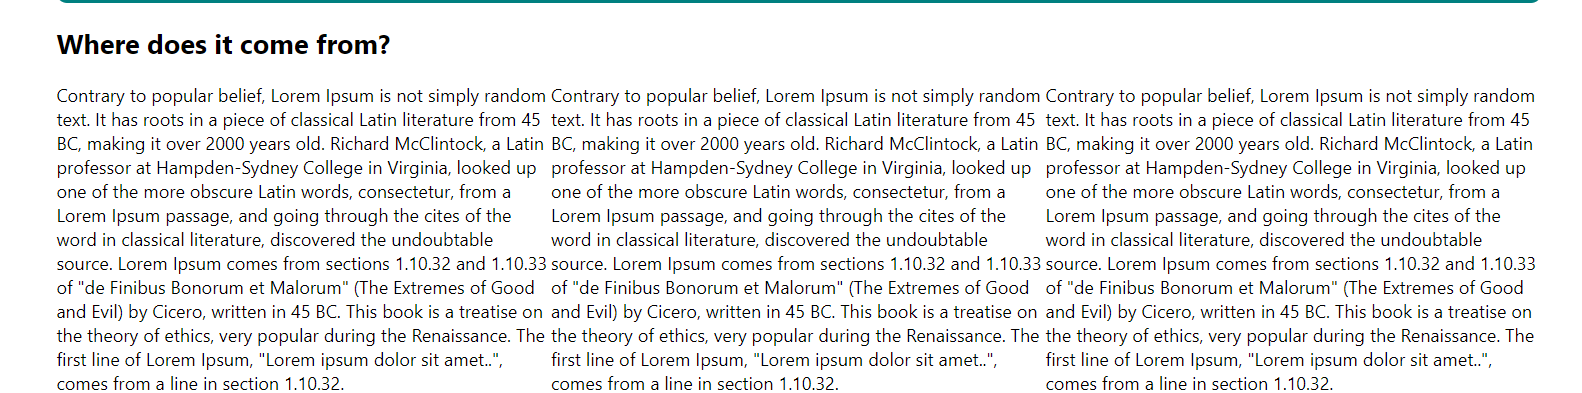 Where does it come from?
Contrary to popular belief, Lorem Ipsum is not simply random
text. It has roots in a piece of classical Latin literature from 45
BC, making it over 2000 years old. Richard McClintock, a Latin
professor at Hampden-Sydney College in Virginia, looked up
one of the more obscure Latin words, consectetur, from a
Lorem Ipsum passage, and going through the cites of the
word in classical literature, discovered the undoubtable
source. Lorem Ipsum comes from sections 1.10.32 and 1.10.33
of "de Finibus Bonorum et Malorum" (The Extremes of Good
and Evil) by Cicero, written in 45 BC. This book is a treatise on
the theory of ethics, very popular during the Renaissance. The
first line of Lorem Ipsum, "Lorem ipsum dolor sit amet..",
comes from a line in section 1.10.32.
Contrary to popular belief, Lorem Ipsum is not simply random
text. It has roots in a piece of classical Latin literature from 45
BC, making it over 2000 years old. Richard McClintock, a Latin
professor at Hampden-Sydney College in Virginia, looked up
one of the more obscure Latin words, consectetur, from a
Lorem Ipsum passage, and going through the cites of the
word in classical literature, discovered the undoubtable
source. Lorem Ipsum comes from sections 1.10.32 and 1.10.33
of "de Finibus Bonorum et Malorum" (The Extremes of Good
and Evil) by Cicero, written in 45 BC. This book is a treatise on
the theory of ethics, very popular during the Renaissance. The
first line of Lorem Ipsum, "Lorem ipsum dolor sit amet..",
comes from a line in section 1.10.32.
Contrary to popular belief, Lorem Ipsum is not simply random
text. It has roots in a piece of classical Latin literature from 45
BC, making it over 2000 years old. Richard McClintock, a Latin
professor at Hampden-Sydney College in Virginia, looked up
one of the more obscure Latin words, consectetur, from a
Lorem Ipsum passage, and going through the cites of the
word in classical literature, discovered the undoubtable
source. Lorem Ipsum comes from sections 1.10.32 and 1.10.33
of "de Finibus Bonorum et Malorum" (The Extremes of Good
and Evil) by Cicero, written in 45 BC. This book is a treatise on
the theory of ethics, very popular during the Renaissance. The
first line of Lorem Ipsum, "Lorem ipsum dolor sit amet..",
comes from a line in section 1.10.32.